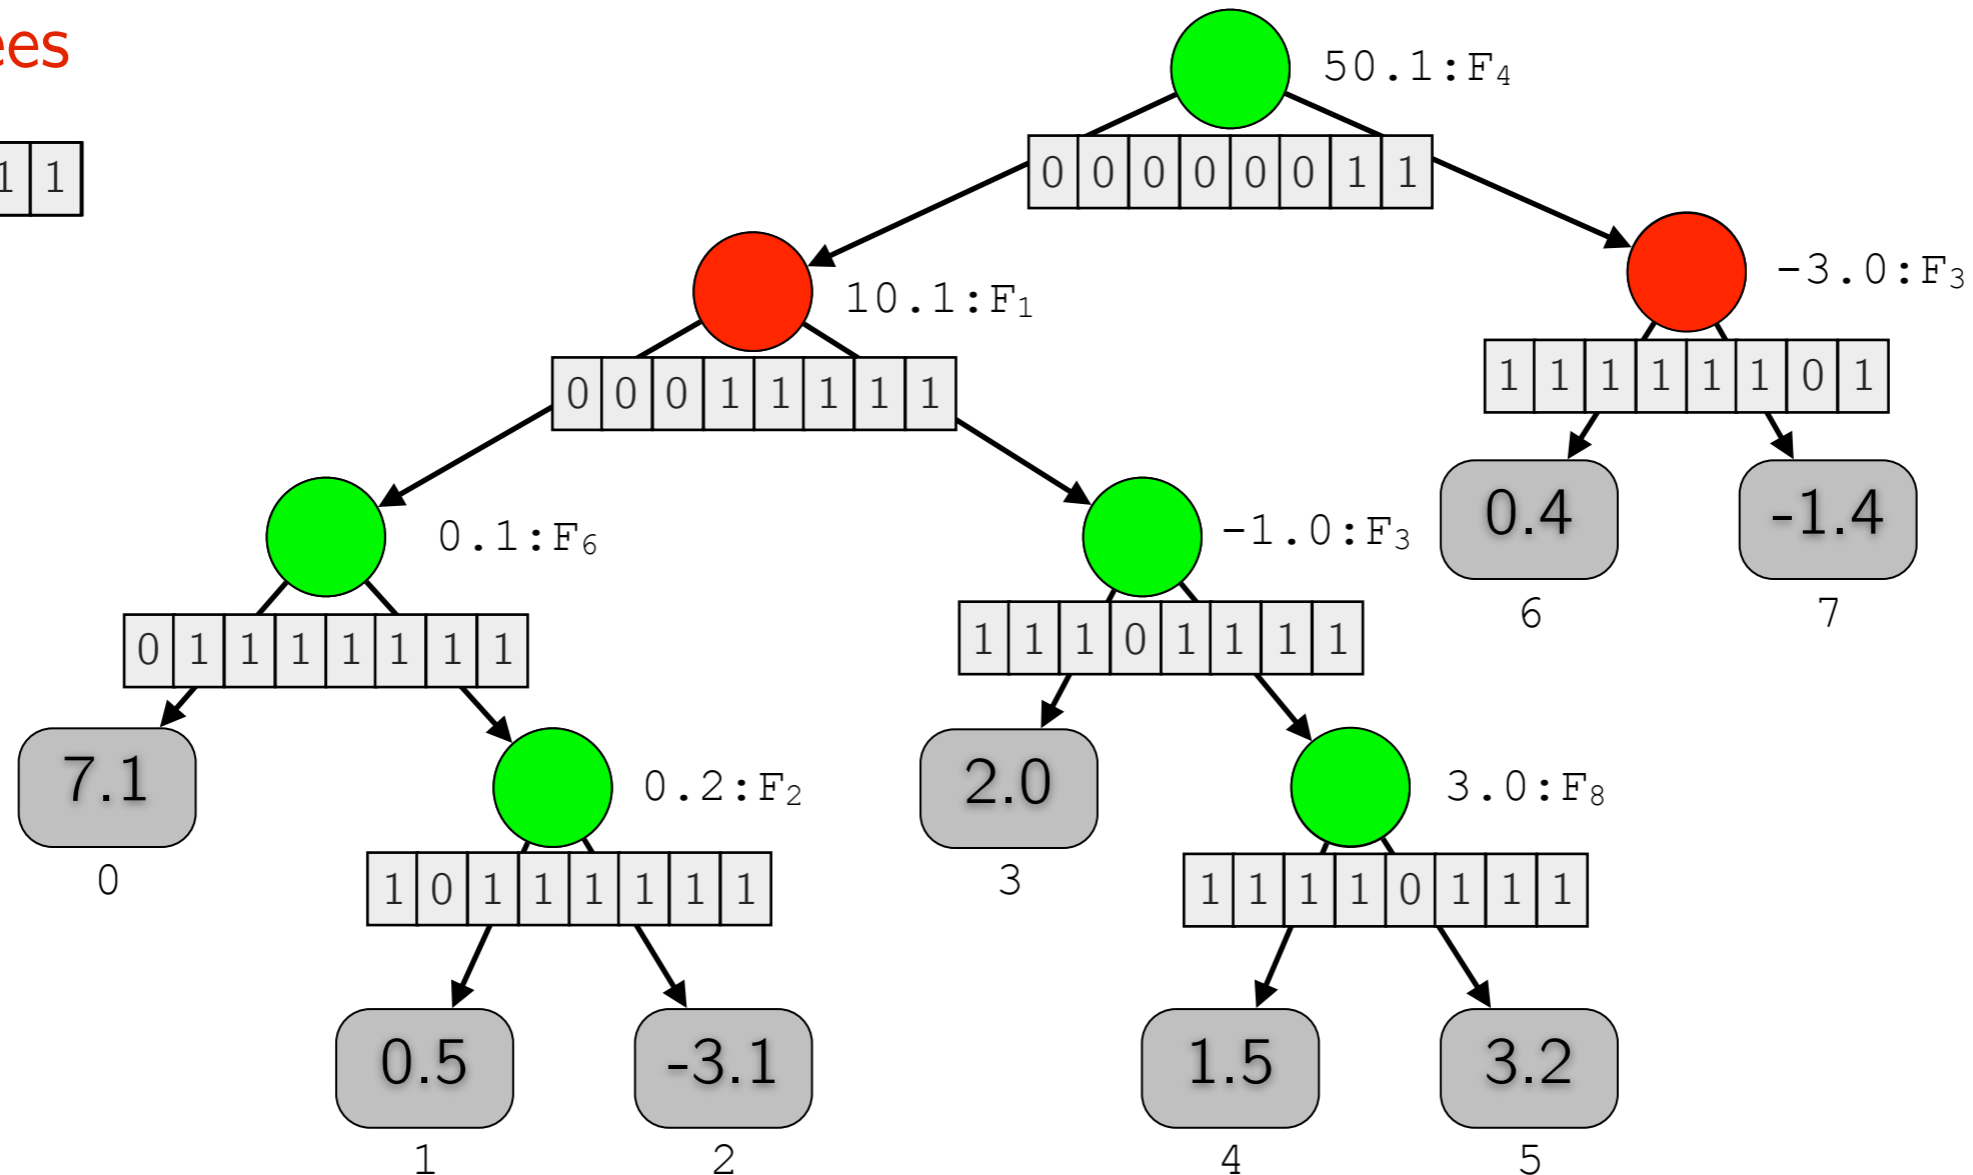 ees
1 1
50.1:F₄
0 0 0 0 0 0 1 1
10.1:F₁
-3.0:F₃
0 0 0 1 1 1 1 1
1 1 1 1 1 1 0 1
0.1:F₆
-1.0:F₃
0.4
-1.4
6
7
0 1 1 1 1 1 1 1
1 1 1 0 1 1 1 1
7.1
0.2:F₂
2.0
3.0:F₈
0
3
1 0 1 1 1 1 1 1
1 1 1 1 0 1 1 1
0.5
-3.1
1.5
3.2
1
2
4
5